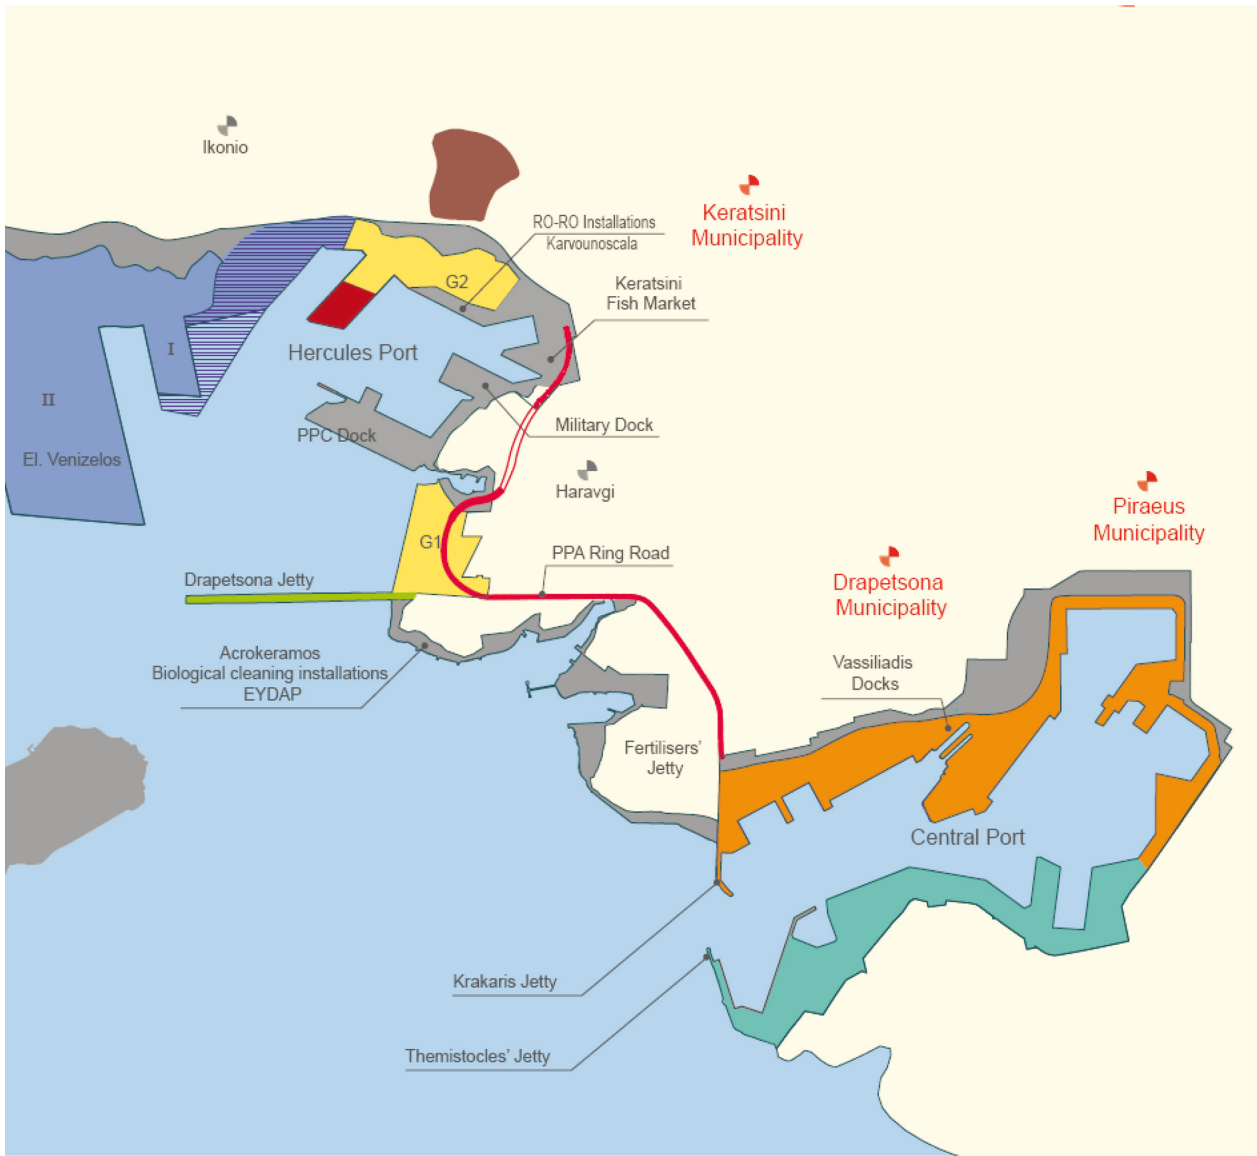 Ikonio
RO-RO Installations
Karvounoscala
Keratsini
Municipality
Keratsini
Fish Market
G2
Hercules Port
I
II
El. Venizelos
PPC Dock
Military Dock
Haravgi
Piraeus
Municipality
G1
PPA Ring Road
Drapetsona Jetty
Drapetsona
Municipality
Acrokeramos
Biological cleaning installations
EYDAP
Vassiliadis
Docks
Fertilisers’
Jetty
Central Port
Krakaris Jetty
Themistocles’ Jetty